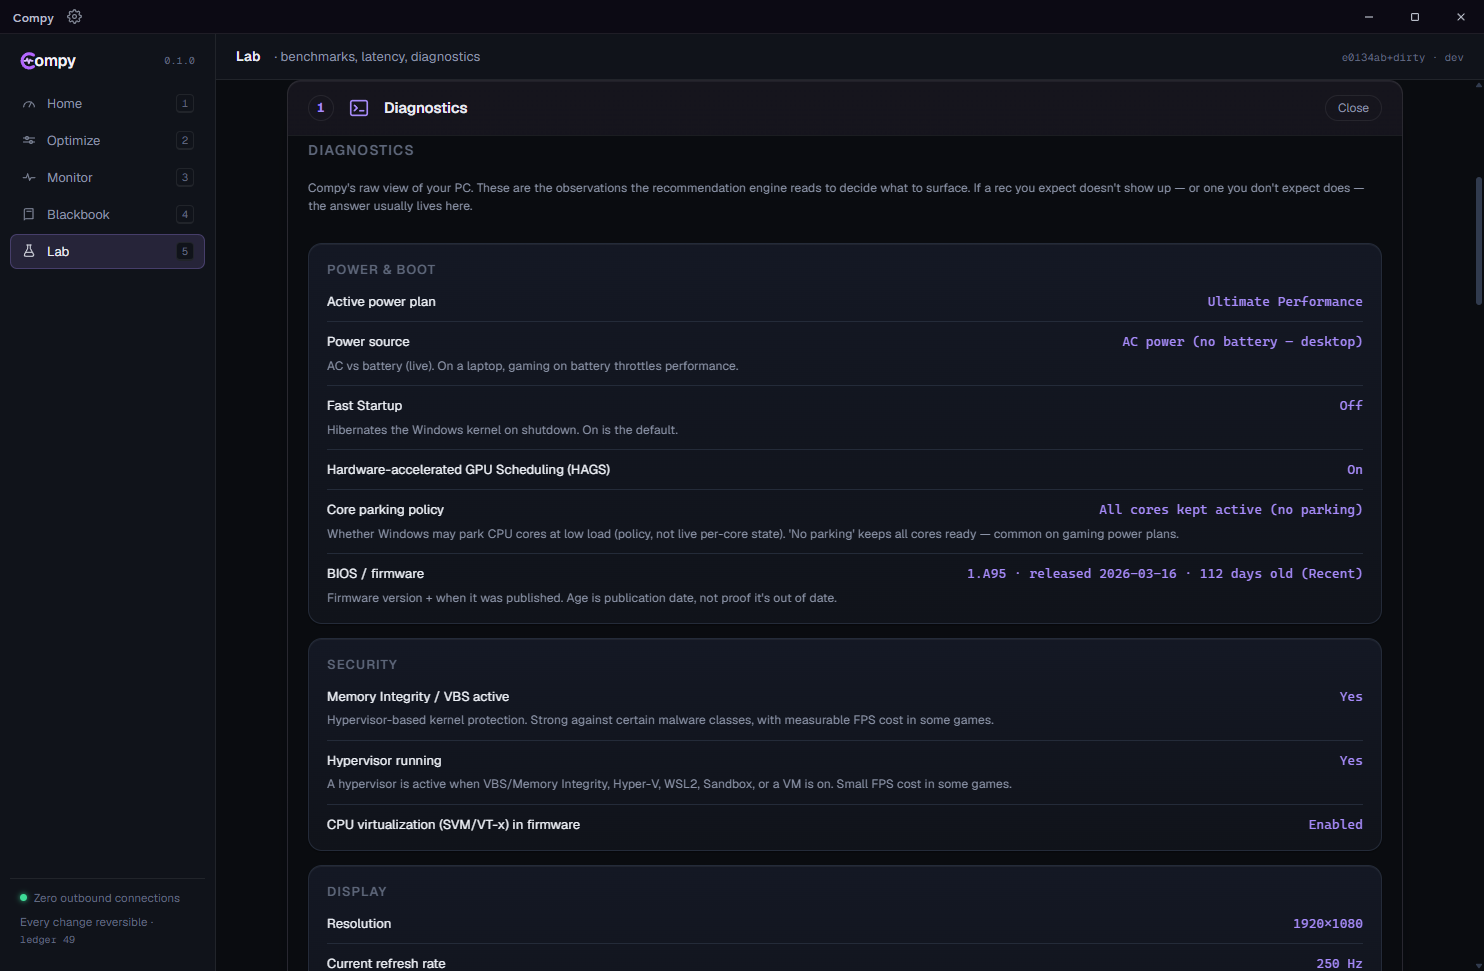 Compy
Compy
0.1.0
Home
1
Optimize
2
Monitor
3
Blackbook
4
Lab
5
Zero outbound connections
Every change reversible ·
ledger 49
Lab · benchmarks, latency, diagnostics
e0134ab+dirty · dev
1
Diagnostics
Close
DIAGNOSTICS
Compy's raw view of your PC. These are the observations the recommendation engine reads to decide what to surface. If a rec you expect doesn't show up — or one you don't expect does —
the answer usually lives here.
POWER & BOOT
Active power plan
Ultimate Performance
Power source
AC power (no battery — desktop)
AC vs battery (live). On a laptop, gaming on battery throttles performance.
Fast Startup
Off
Hibernates the Windows kernel on shutdown. On is the default.
Hardware-accelerated GPU Scheduling (HAGS)
On
Core parking policy
All cores kept active (no parking)
Whether Windows may park CPU cores at low load (policy, not live per-core state). 'No parking' keeps all cores ready — common on gaming power plans.
BIOS / firmware
1.A95 · released 2026-03-16 · 112 days old (Recent)
Firmware version + when it was published. Age is publication date, not proof it's out of date.
SECURITY
Memory Integrity / VBS active
Yes
Hypervisor-based kernel protection. Strong against certain malware classes, with measurable FPS cost in some games.
Hypervisor running
Yes
A hypervisor is active when VBS/Memory Integrity, Hyper-V, WSL2, Sandbox, or a VM is on. Small FPS cost in some games.
CPU virtualization (SVM/VT-x) in firmware
Enabled
DISPLAY
Resolution
1920×1080
Current refresh rate
250 Hz